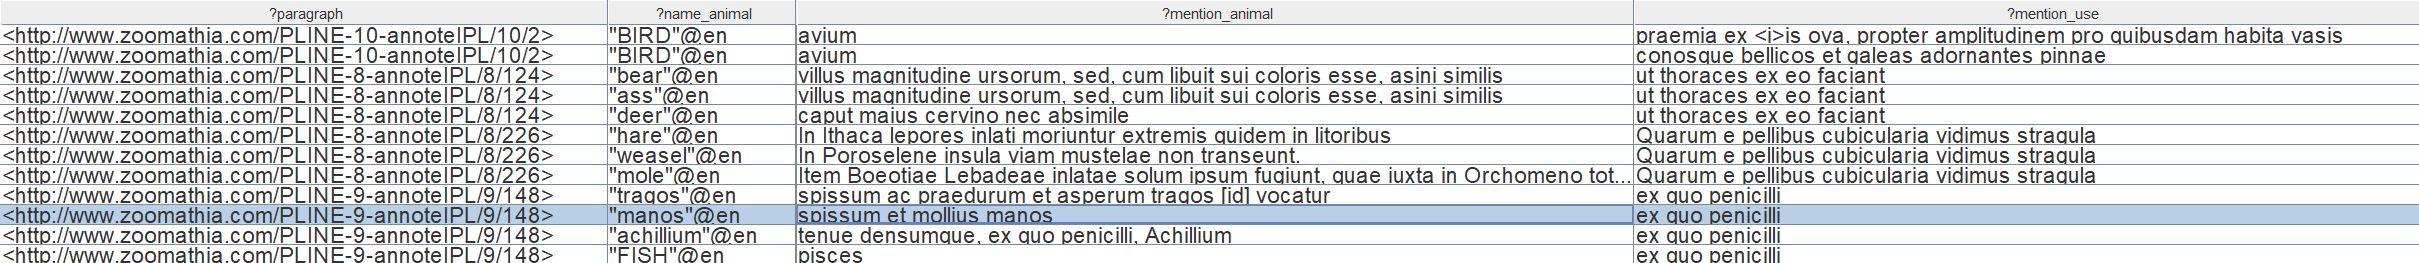 ?paragraph ?name_animal ?mention_animal ?mention_use
<http://www.zoomathia.com/PLINE-10-annoteIPL/10/2> "BIRD"@en avium praemia ex <i>is ova, propter amplitudinem pro quibusdam habita vasis
<http://www.zoomathia.com/PLINE-10-annoteIPL/10/2> "BIRD"@en avium conosque bellicos et galeas adornantes pinnae
<http://www.zoomathia.com/PLINE-8-annoteIPL/8/124> "bear"@en villus magnitudine ursorum, sed, cum libuit sui coloris esse, asini similis ut thoraces ex eo faciant
<http://www.zoomathia.com/PLINE-8-annoteIPL/8/124> "ass"@en villus magnitudine ursorum, sed, cum libuit sui coloris esse, asini similis ut thoraces ex eo faciant
<http://www.zoomathia.com/PLINE-8-annoteIPL/8/124> "deer"@en caput maius cervino nec absimile ut thoraces ex eo faciant
<http://www.zoomathia.com/PLINE-8-annoteIPL/8/226> "hare"@en In Ithaca lepores inlati moriuntur extremis quidem in litoribus Quarum e pellibus cubicularia vidimus stragula
<http://www.zoomathia.com/PLINE-8-annoteIPL/8/226> "weasel"@en In Poroselene insula viam mustelae non transeunt. Quarum e pellibus cubicularia vidimus stragula
<http://www.zoomathia.com/PLINE-8-annoteIPL/8/226> "mole"@en Item Boeotiae Lebadeae inlatae solum ipsum fugiunt, quae iuxta in Orchomeno tot... Quarum e pellibus cubicularia vidimus stragula
<http://www.zoomathia.com/PLINE-9-annoteIPL/9/148> "tragos"@en spissum ac praedurum et asperum tragos [id] vocatur ex quo penicilli
<http://www.zoomathia.com/PLINE-9-annoteIPL/9/148> "manos"@en spissum et mollius manos ex quo penicilli
<http://www.zoomathia.com/PLINE-9-annoteIPL/9/148> "achillium"@en tenue densumque, ex quo penicilli, Achillium ex quo penicilli
<http://www.zoomathia.com/PLINE-9-annoteIPL/9/148> "FISH"@en pisces ex quo penicilli